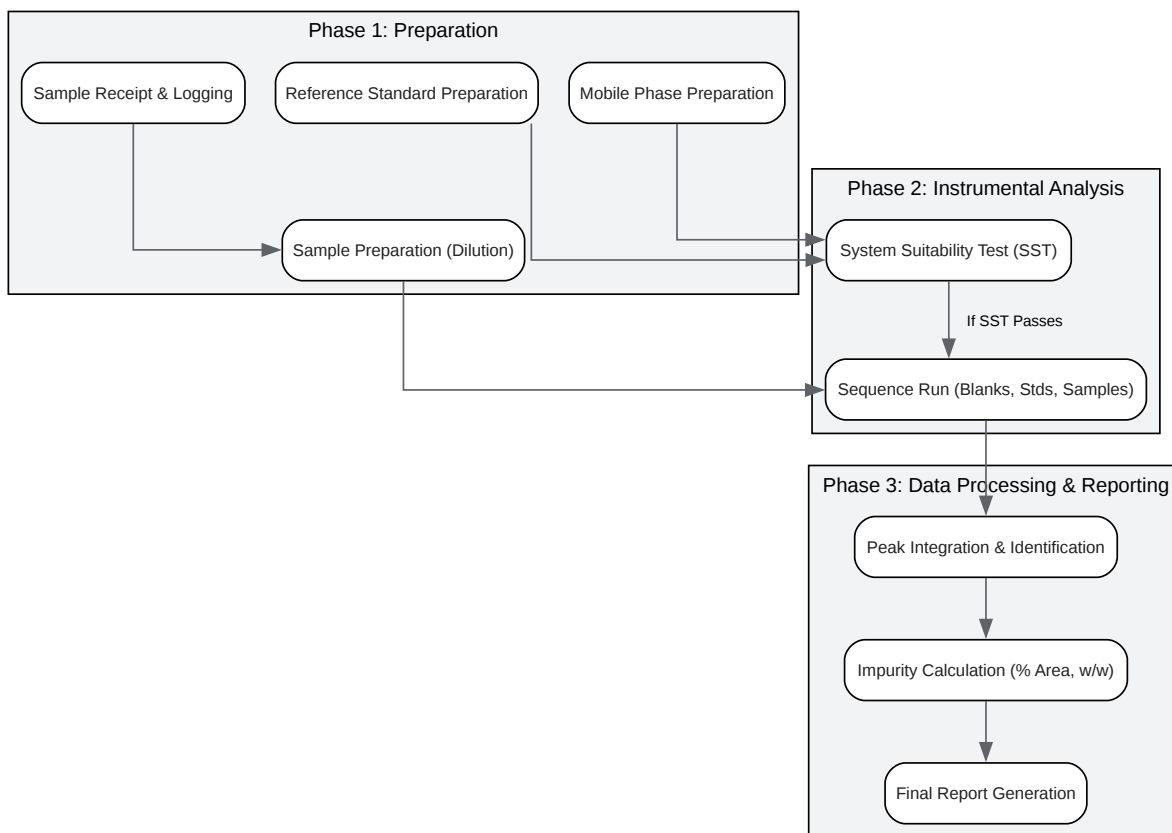 Phase 1: Preparation
Sample Receipt & Logging
Reference Standard Preparation
Mobile Phase Preparation
Sample Preparation (Dilution)
Phase 2: Instrumental Analysis
System Suitability Test (SST)
If SST Passes
Sequence Run (Blanks, Stds, Samples)
Phase 3: Data Processing & Reporting
Peak Integration & Identification
Impurity Calculation (% Area, w/w)
Final Report Generation